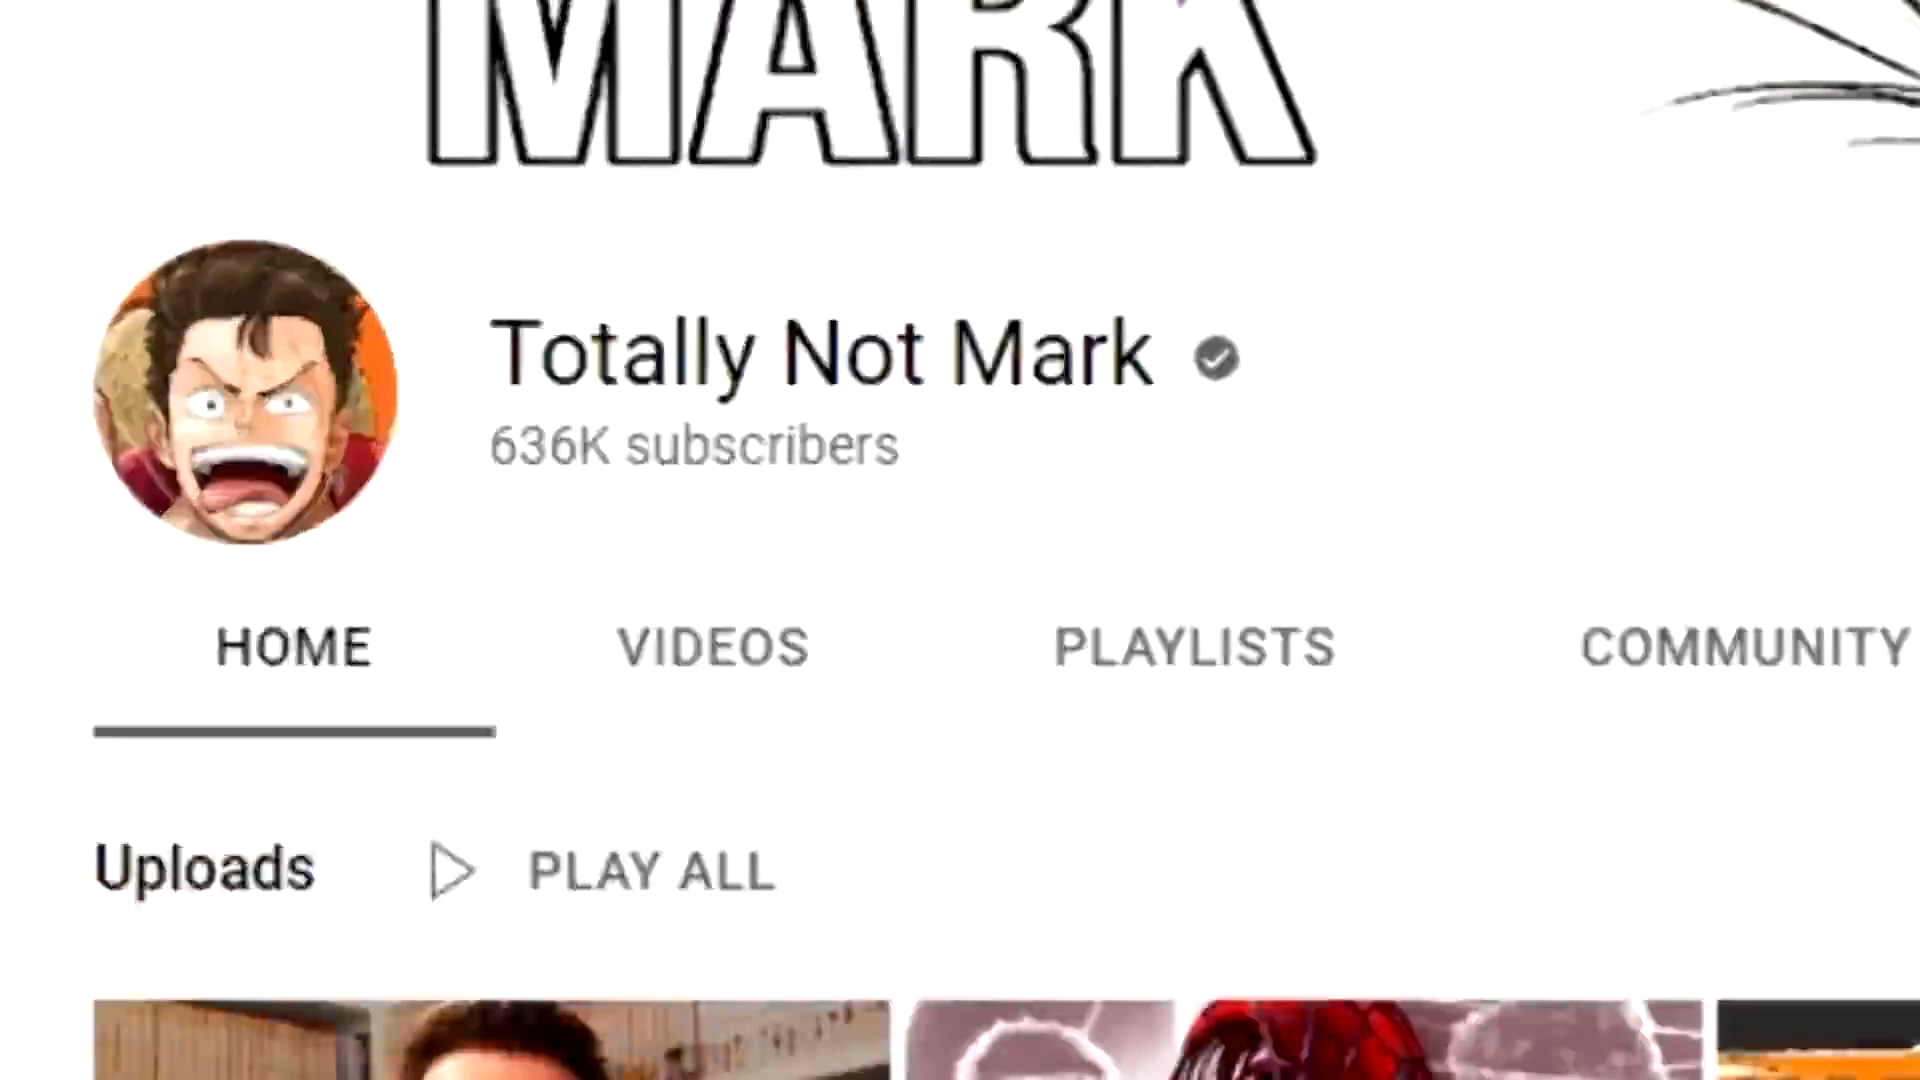 MARK
Totally Not Mark
636K subscribers
HOME VIDEOS PLAYLISTS COMMUNITY
Uploads PLAY ALL